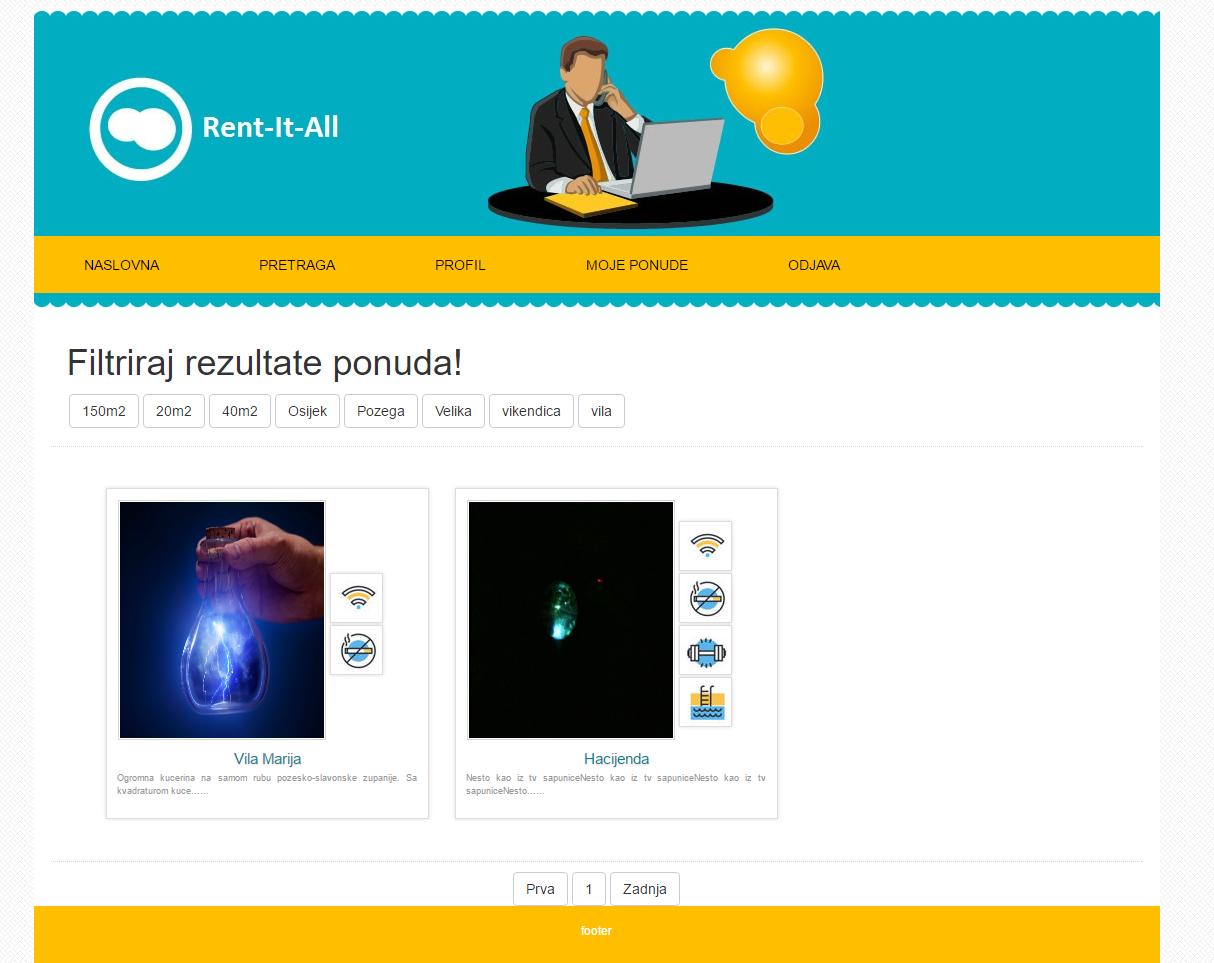 Rent-It-All
NASLOVNA PRETRAGA PROFIL MOJE PONUDE ODJAVA
Filtriraj rezultate ponuda!
150m2 20m2 40m2 Osijek Pozega Velika vikendica vila
Vila Marija
Ogromna kucerina na samom rubu pozesko-slavonske zupanije. Sa
kvadraturom kuce......
Hacijenda
Nesto kao iz tv sapuniceNesto kao iz tv sapuniceNesto kao iz tv
sapuniceNesto......
Prva 1 Zadnja
footer